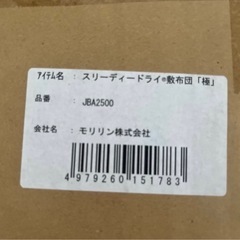 ｱｲﾃﾑ名 : スリーディードライ®敷布団「極」
品番 : JBA2500
会社名 : モリリン株式会社
4 979260 151783